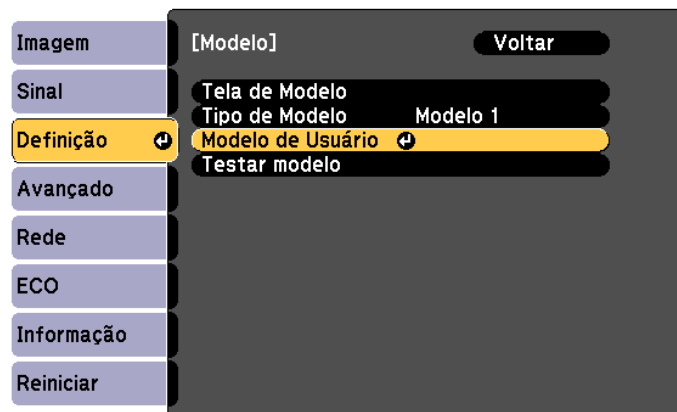 Imagem
Sinal
Definição
Avançado
Rede
ECO
Informação
Reiniciar
[Modelo] Voltar
Tela de Modelo
Tipo de Modelo Modelo 1
Modelo de Usuário
Testar modelo